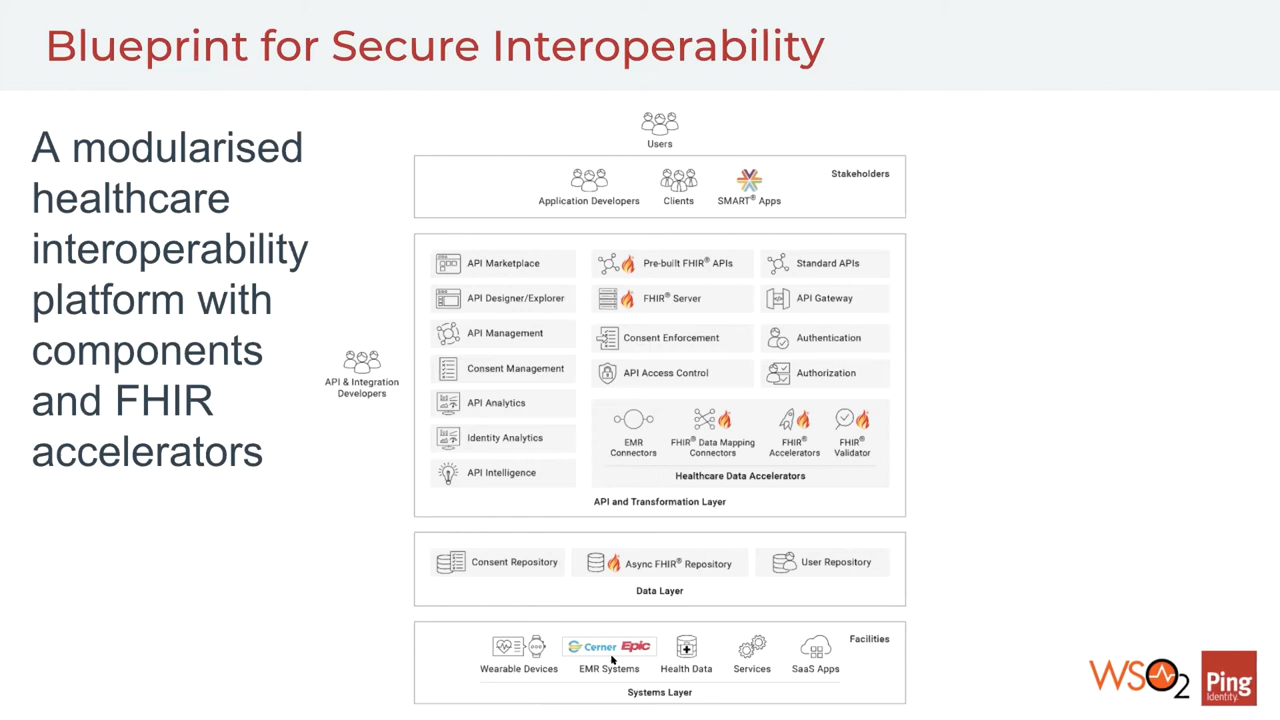 Blueprint for Secure Interoperability
A modularised
healthcare
interoperability
platform with
components
and FHIR
accelerators
Users
Stakeholders
Application Developers
Clients
SMART® Apps
API & Integration
Developers
API Marketplace
API Designer/Explorer
API Management
Consent Management
API Analytics
Identity Analytics
API Intelligence
Pre-built FHIR® APIs
FHIR® Server
Consent Enforcement
API Access Control
Standard APIs
API Gateway
Authentication
Authorization
EMR
Connectors
FHIR® Data Mapping
Connectors
FHIR®
Accelerators
FHIR®
Validator
Healthcare Data Accelerators
API and Transformation Layer
Consent Repository
Async FHIR® Repository
User Repository
Data Layer
Facilities
Wearable Devices
Cerner Epic
EMR Systems
Health Data
Services
SaaS Apps
Systems Layer
WSO2
Ping
Identity.